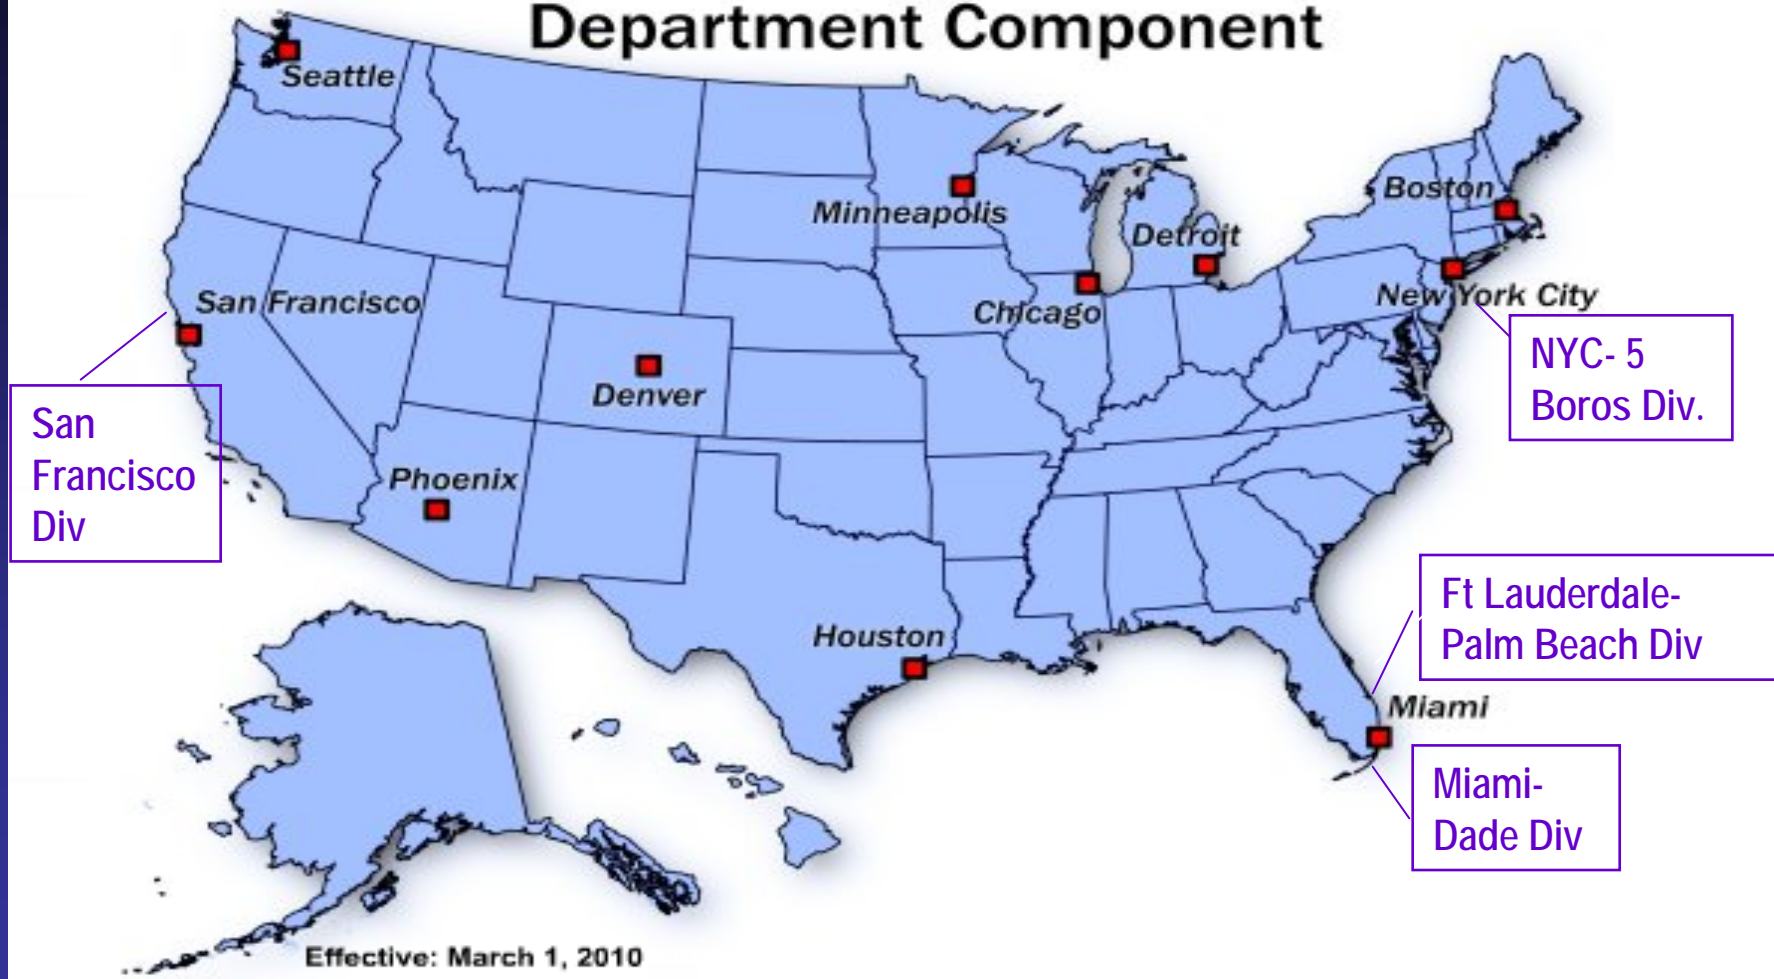 Department Component
Seattle
Minneapolis
Boston
Detroit
San Francisco
Chicago
New York City
Denver
NYC- 5
Boros Div.
San
Francisco
Div
Phoenix
Ft Lauderdale-
Palm Beach Div
Houston
Miami
Miami-
Dade Div
Effective: March 1, 2010